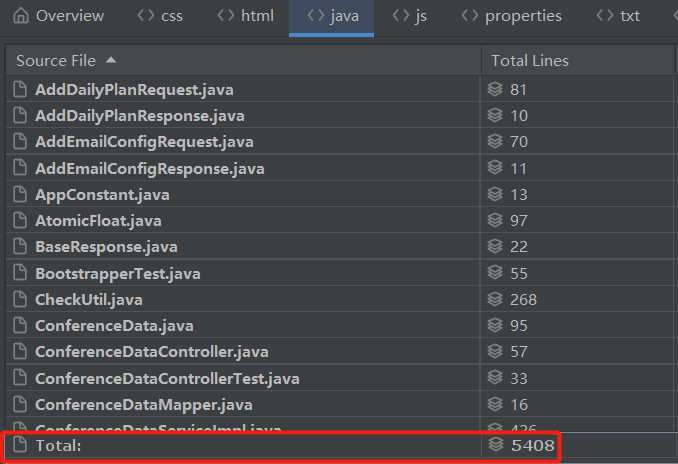 Overview css html java js properties txt
Source File Total Lines
AddDailyPlanRequest.java 81
AddDailyPlanResponse.java 10
AddEmailConfigRequest.java 70
AddEmailConfigResponse.java 11
AppConstant.java 13
AtomicFloat.java 97
BaseResponse.java 22
BootstrapperTest.java 55
CheckUtil.java 268
ConferenceData.java 95
ConferenceDataController.java 57
ConferenceDataControllerTest.java 33
ConferenceDataMapper.java 16
ConferenceDataServiceImpl.java 426
Total: 5408